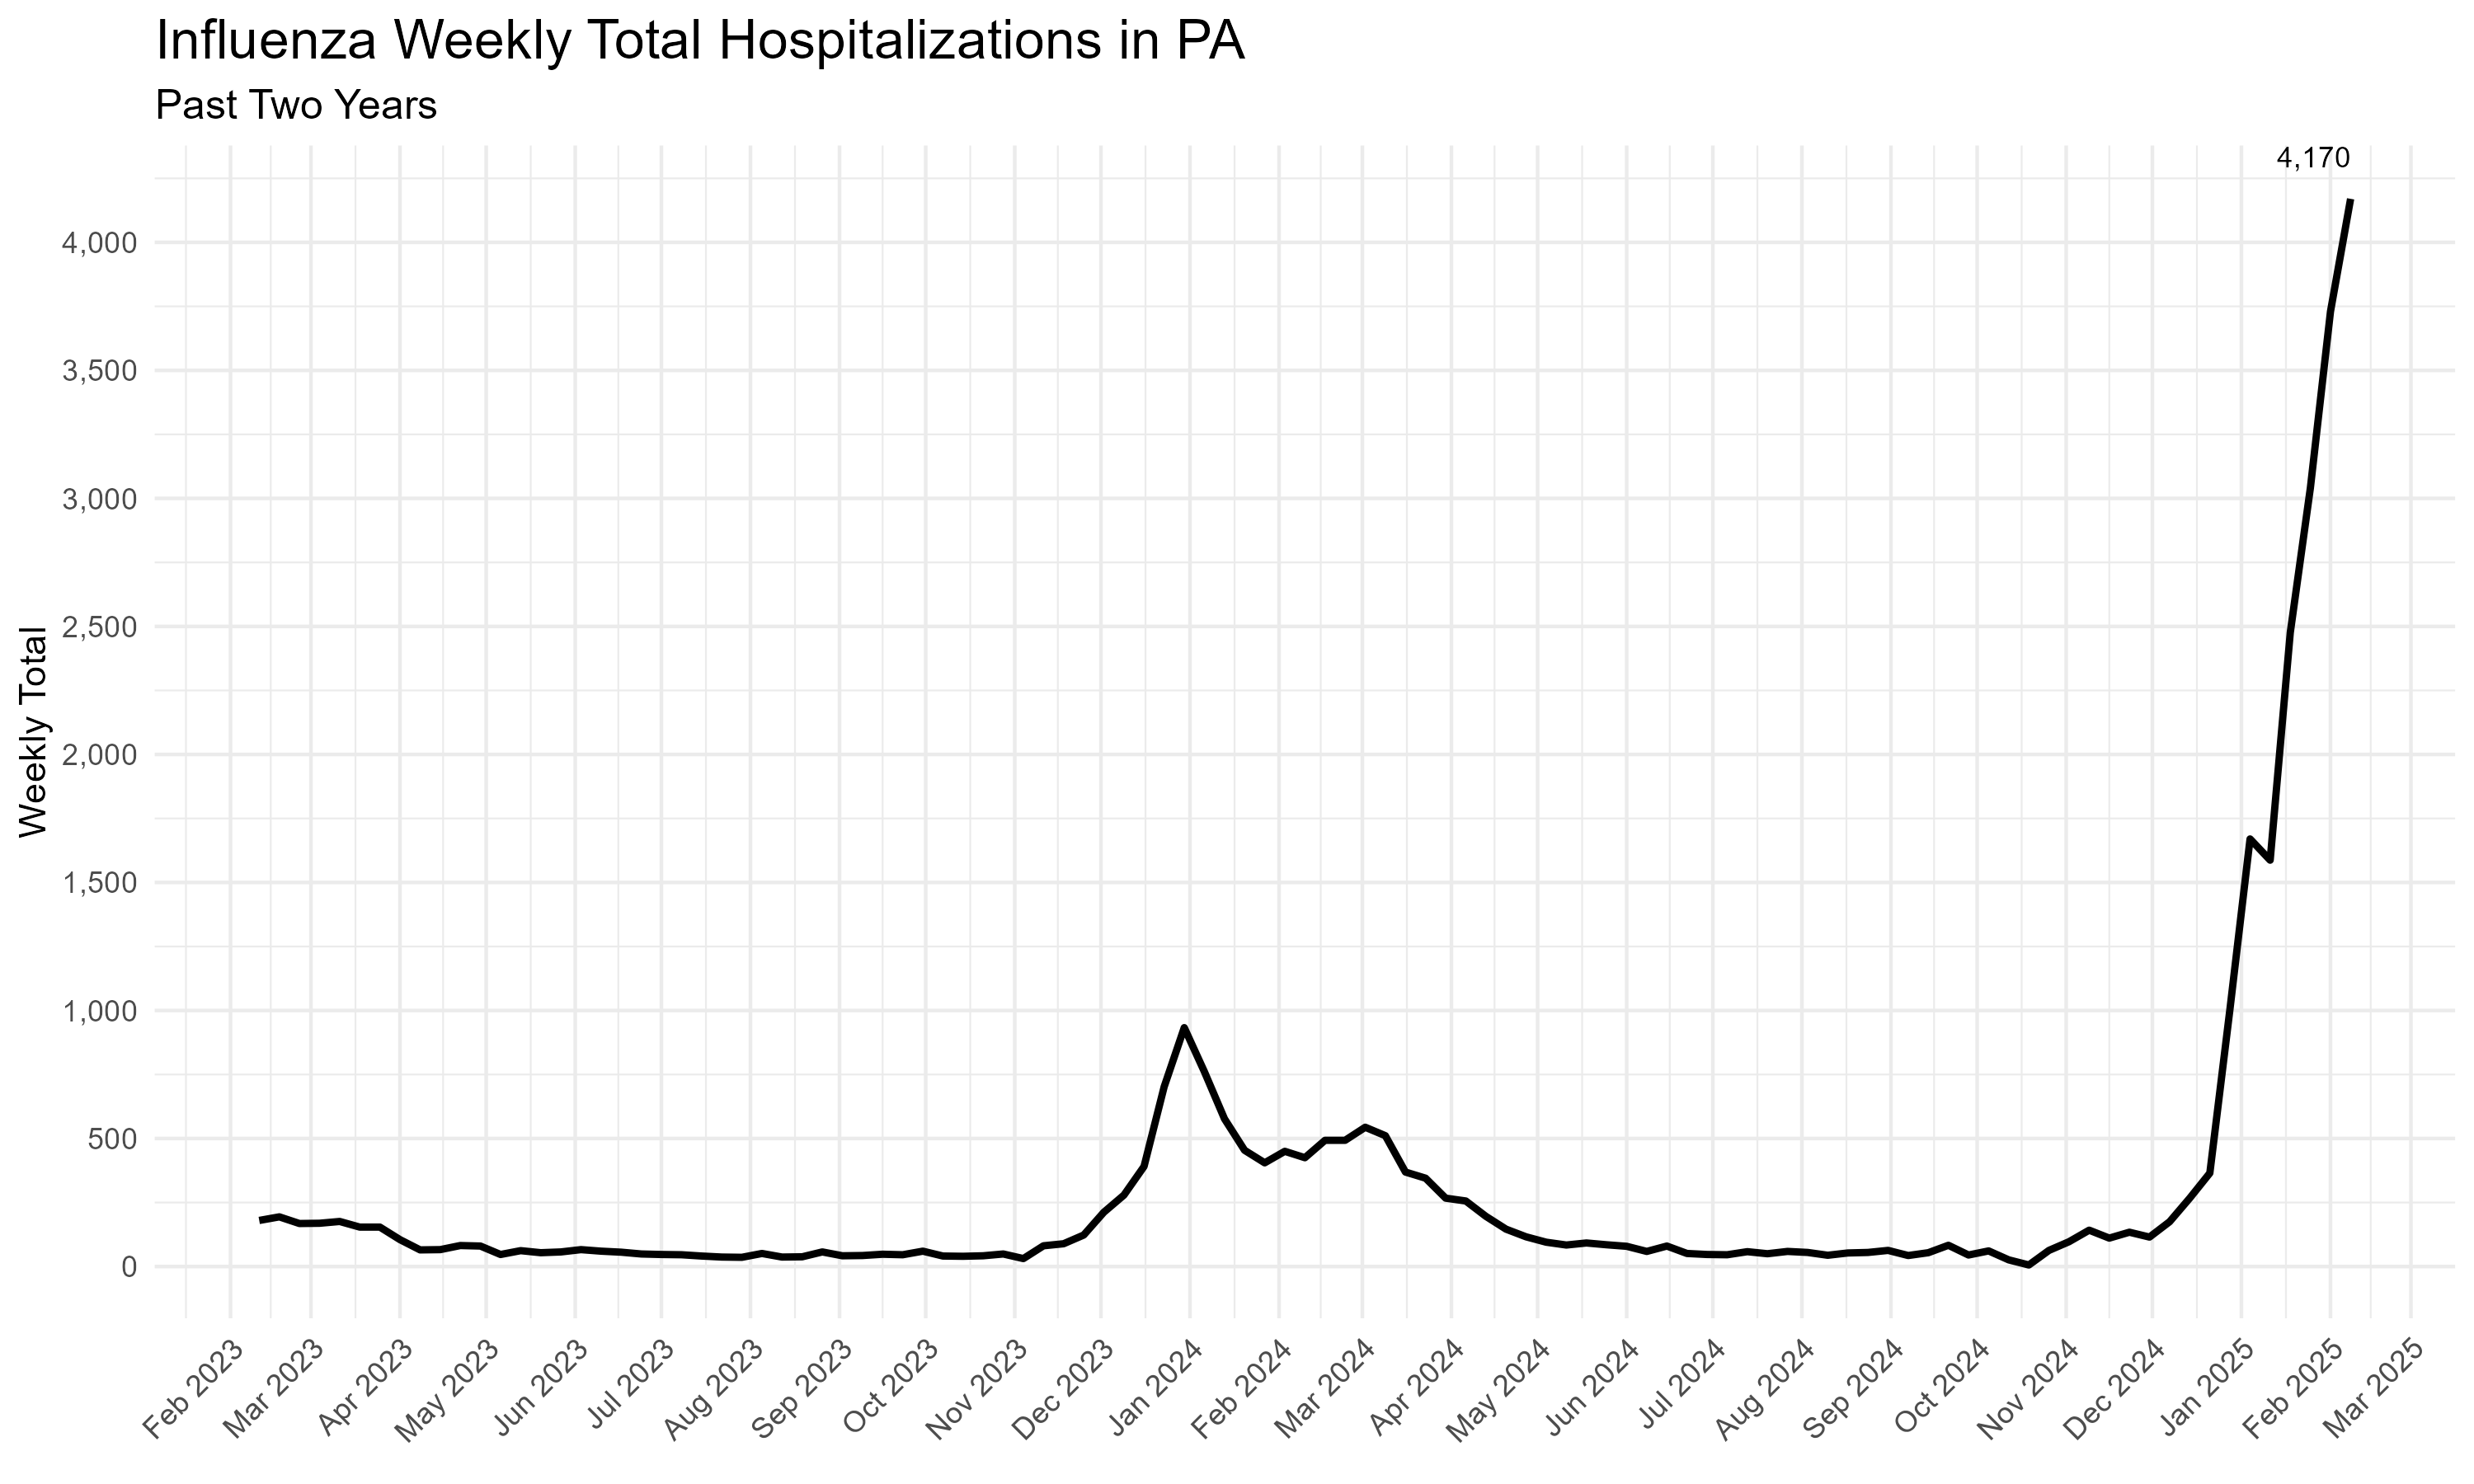 Influenza Weekly Total Hospitalizations in PA
Past Two Years
4,170
Weekly Total
4,000
3,500
3,000
2,500
2,000
1,500
1,000
500
0
Feb 2023
Mar 2023
Apr 2023
May 2023
Jun 2023
Jul 2023
Aug 2023
Sep 2023
Oct 2023
Nov 2023
Dec 2023
Jan 2024
Feb 2024
Mar 2024
Apr 2024
May 2024
Jun 2024
Jul 2024
Aug 2024
Sep 2024
Oct 2024
Nov 2024
Dec 2024
Jan 2025
Feb 2025
Mar 2025